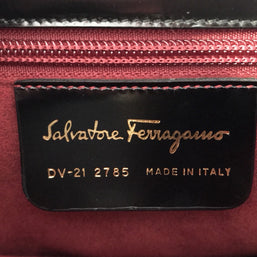 Salvatore Ferragamo
DV-21 2785 MADE IN ITALY